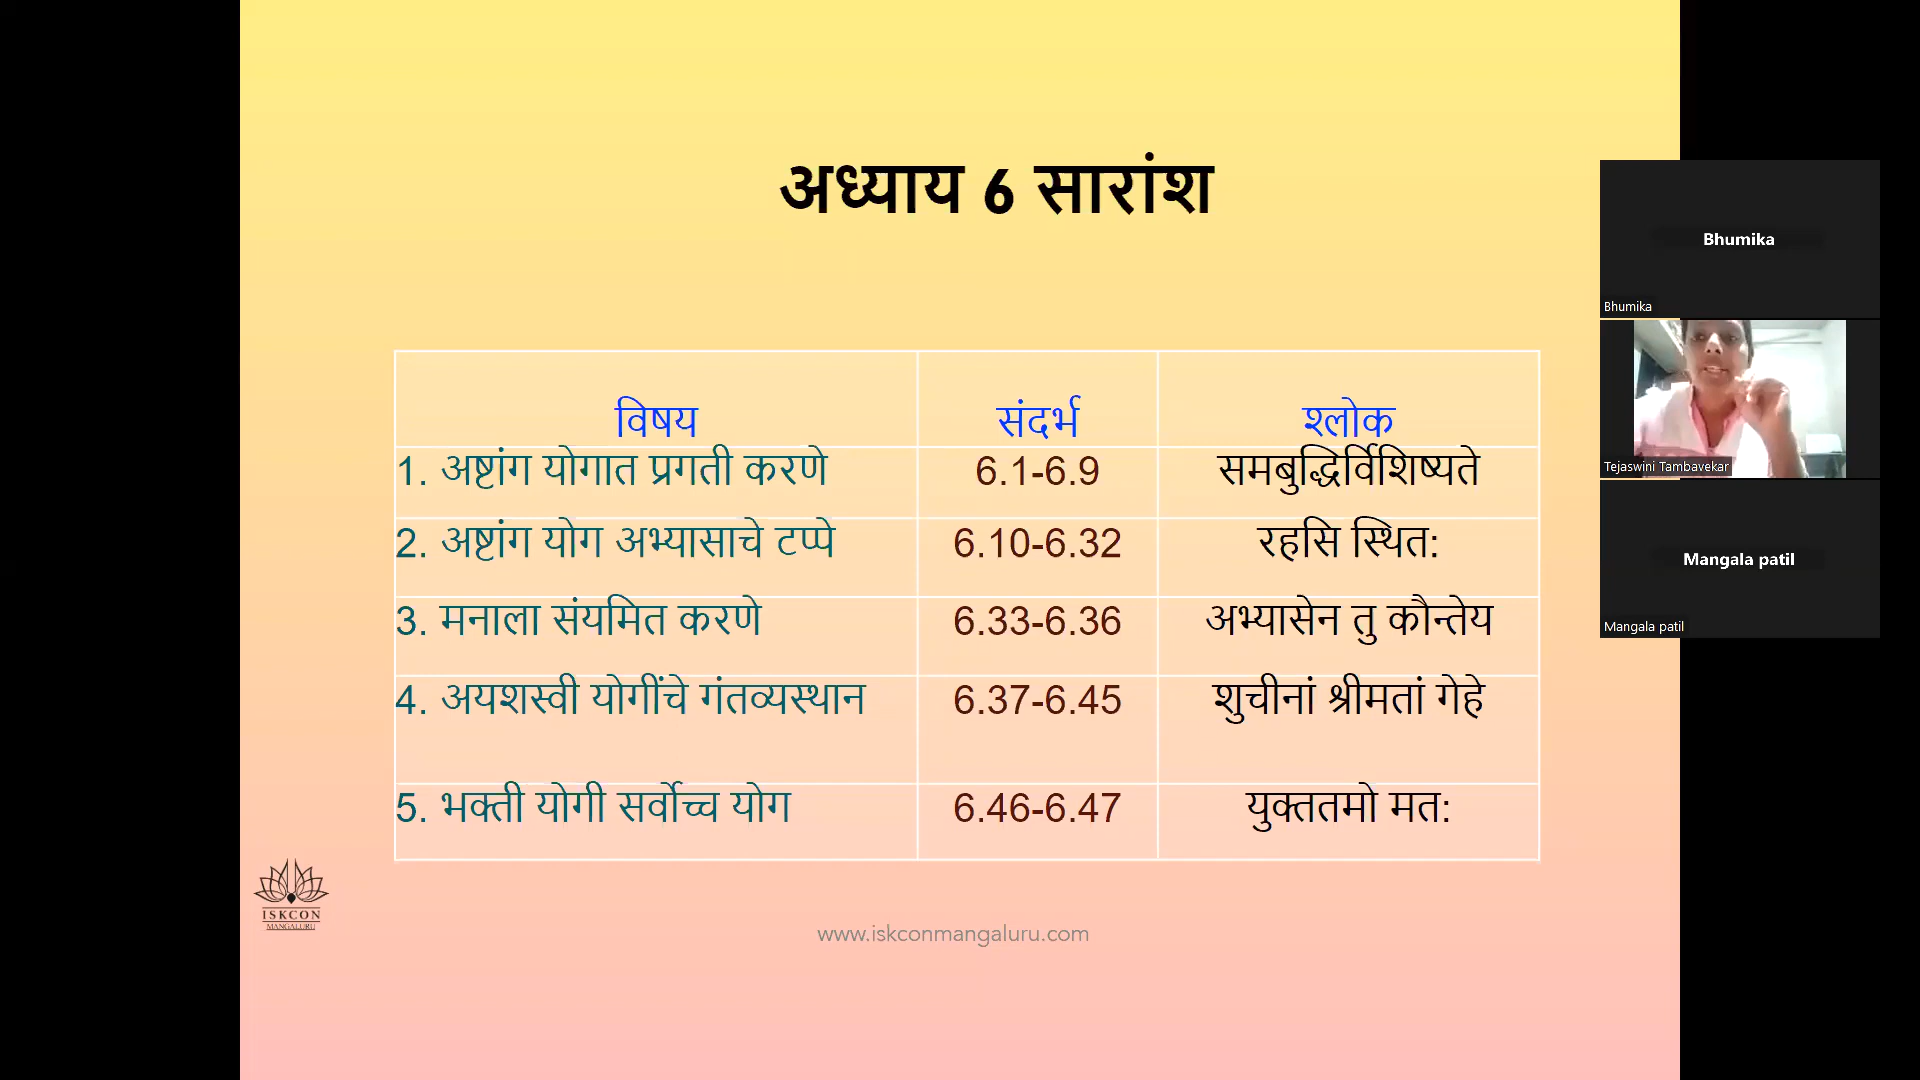 अध्याय 6 सारांश
विषय संदर्भ श्लोक
1. अष्टांग योगात प्रगती करणे 6.1-6.9 समबुद्धिर्विशिष्यते
2. अष्टांग योग अभ्यासाचे टप्पे 6.10-6.32 रहसि स्थित:
3. मनाला संयमित करणे 6.33-6.36 अभ्यासेन तु कौन्तेय
4. अयशस्वी योगींचे गंतव्यस्थान 6.37-6.45 शुचीनां श्रीमतां गेहे
5. भक्ती योगी सर्वोच्च योग 6.46-6.47 युक्ततमो मत:
ISKCON
MANGALURU
www.iskconmangaluru.com
Bhumika
Bhumika
Tejaswini Tambavekar
Mangala patil
Mangala patil